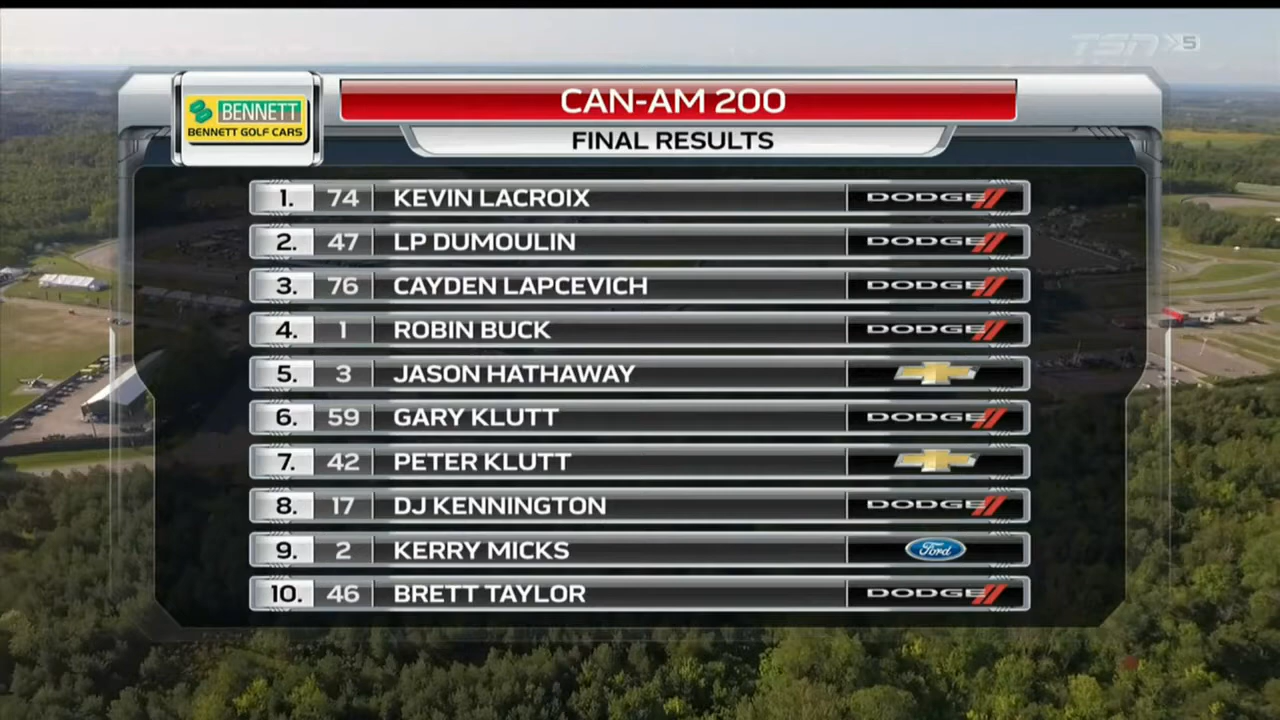 TSN 5
BENNETT
BENNETT GOLF CARS
CAN-AM 200
FINAL RESULTS
1. 74 KEVIN LACROIX DODGE
2. 47 LP DUMOULIN DODGE
3. 76 CAYDEN LAPCEVICH DODGE
4. 1 ROBIN BUCK DODGE
5. 3 JASON HATHAWAY
6. 59 GARY KLUTT DODGE
7. 42 PETER KLUTT
8. 17 DJ KENNINGTON DODGE
9. 2 KERRY MICKS Ford
10. 46 BRETT TAYLOR DODGE